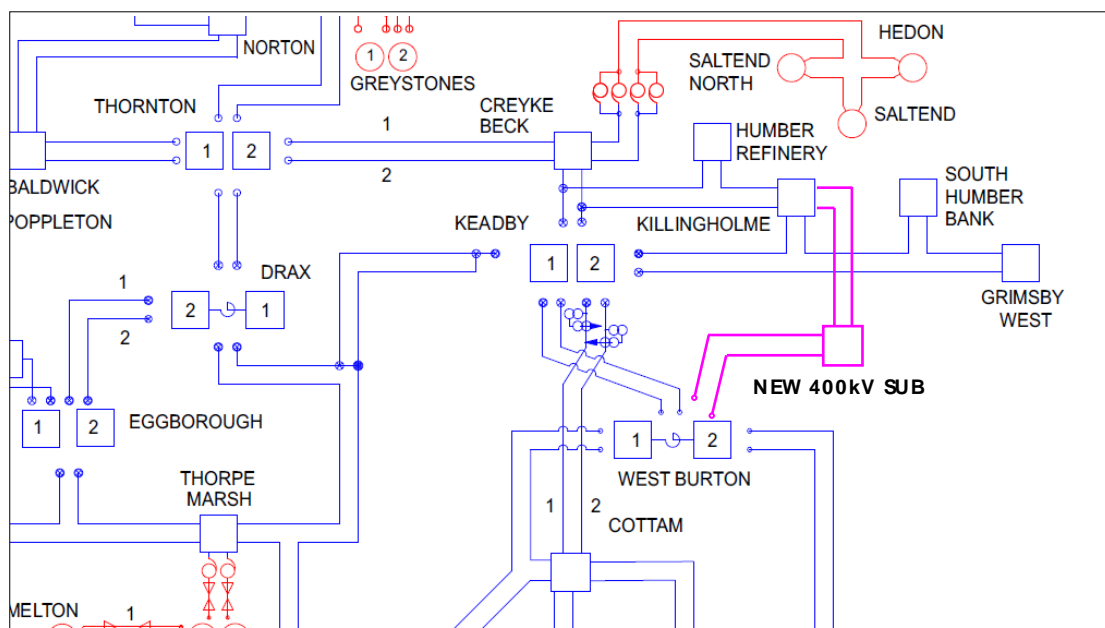 NORTON
1 2
GREYSTONES
HEDON
SALTEND
NORTH
SALTEND
THORNTON
1
CREYKE
BECK
1 2
2
HUMBER
REFINERY
SOUTH
HUMBER
BANK
BALDWICK
POPPLETON
KEADBY
KILLINGHOLME
1 2
DRAX
2 1
1
2
GRIMSBY
WEST
NEW 400kV SUB
1 2
EGGBOROUGH
1 2
WEST BURTON
THORPE
MARSH
1 2
COTTAM
MELTON
1